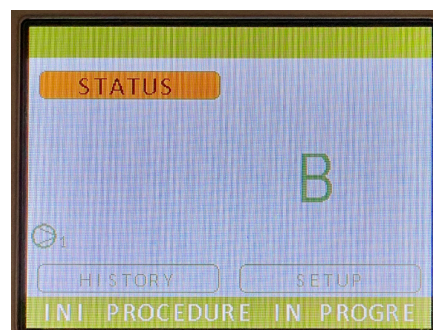 STATUS
B
1
HISTORY SETUP
INI PROCEDURE IN PROGRE